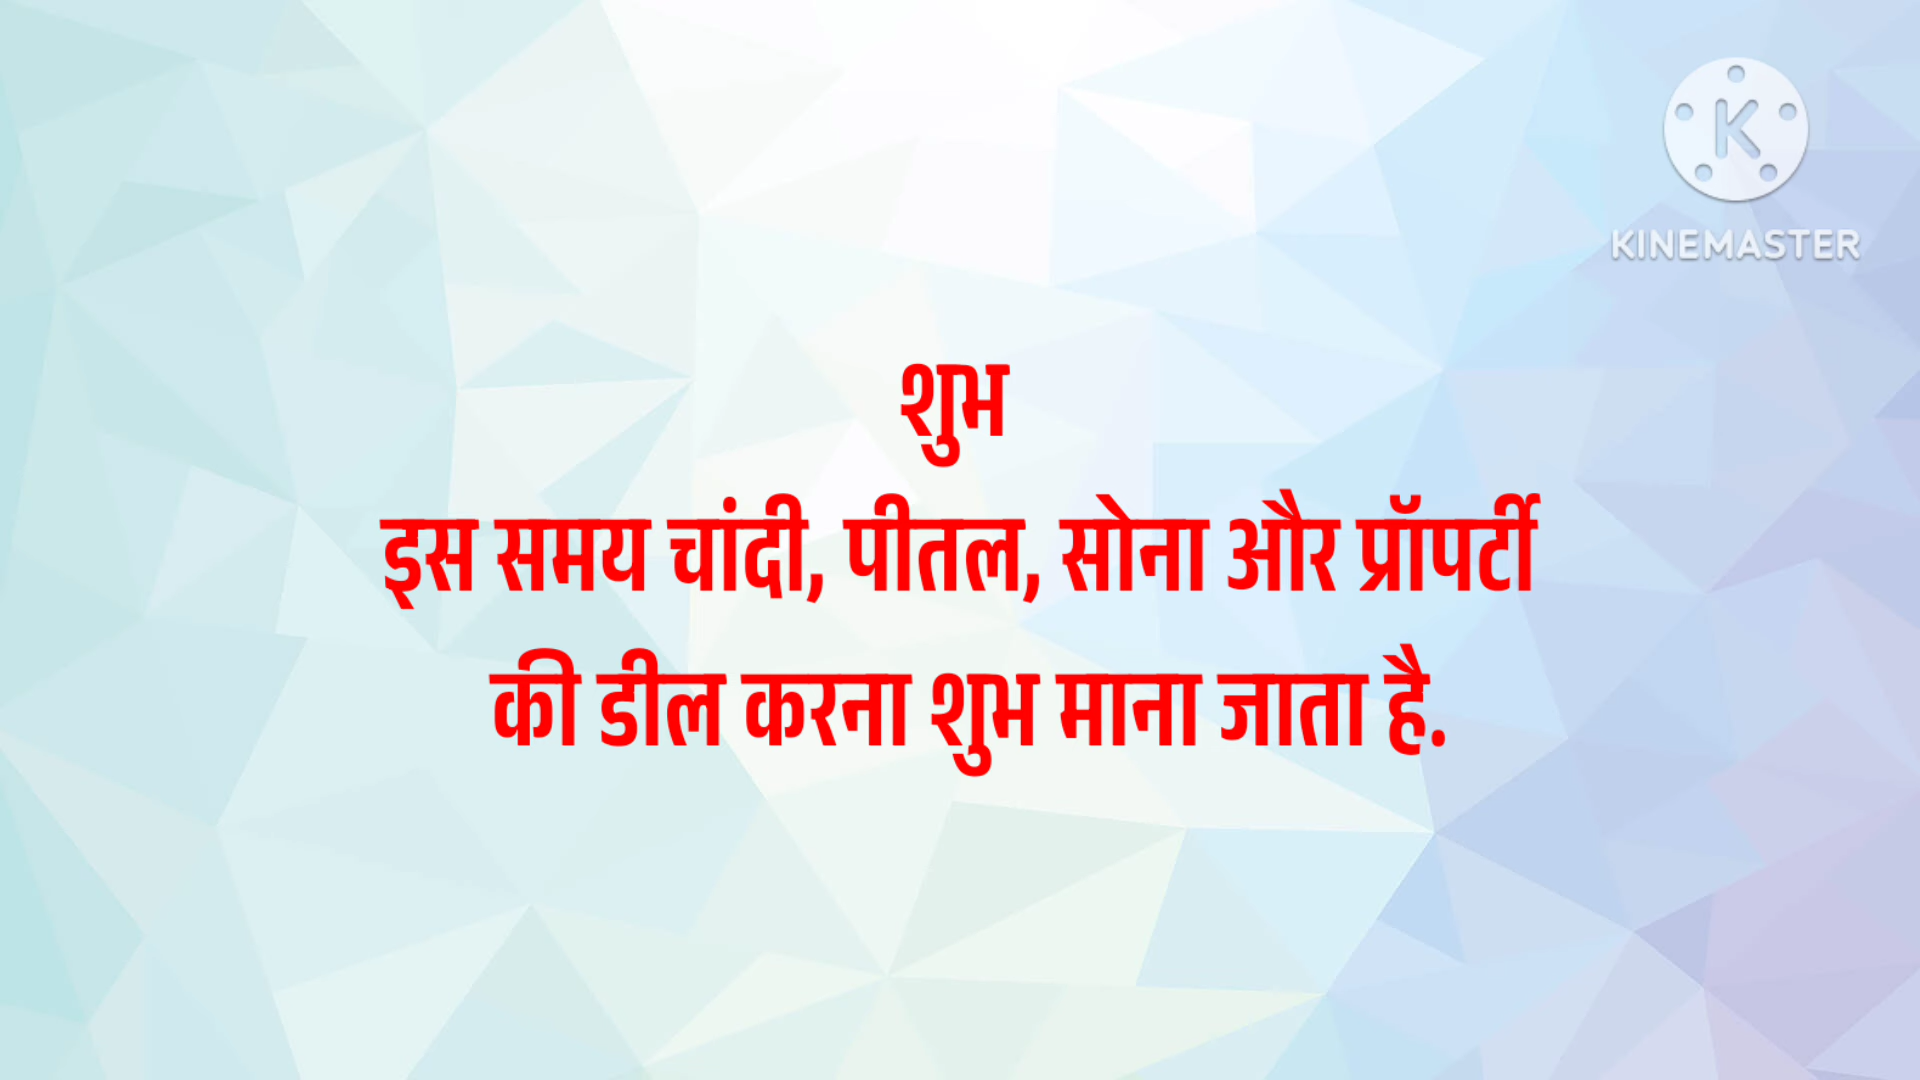 K
KINEMASTER
शुभ
इस समय चांदी, पीतल, सोना और प्रॉपर्टी
की डील करना शुभ माना जाता है.